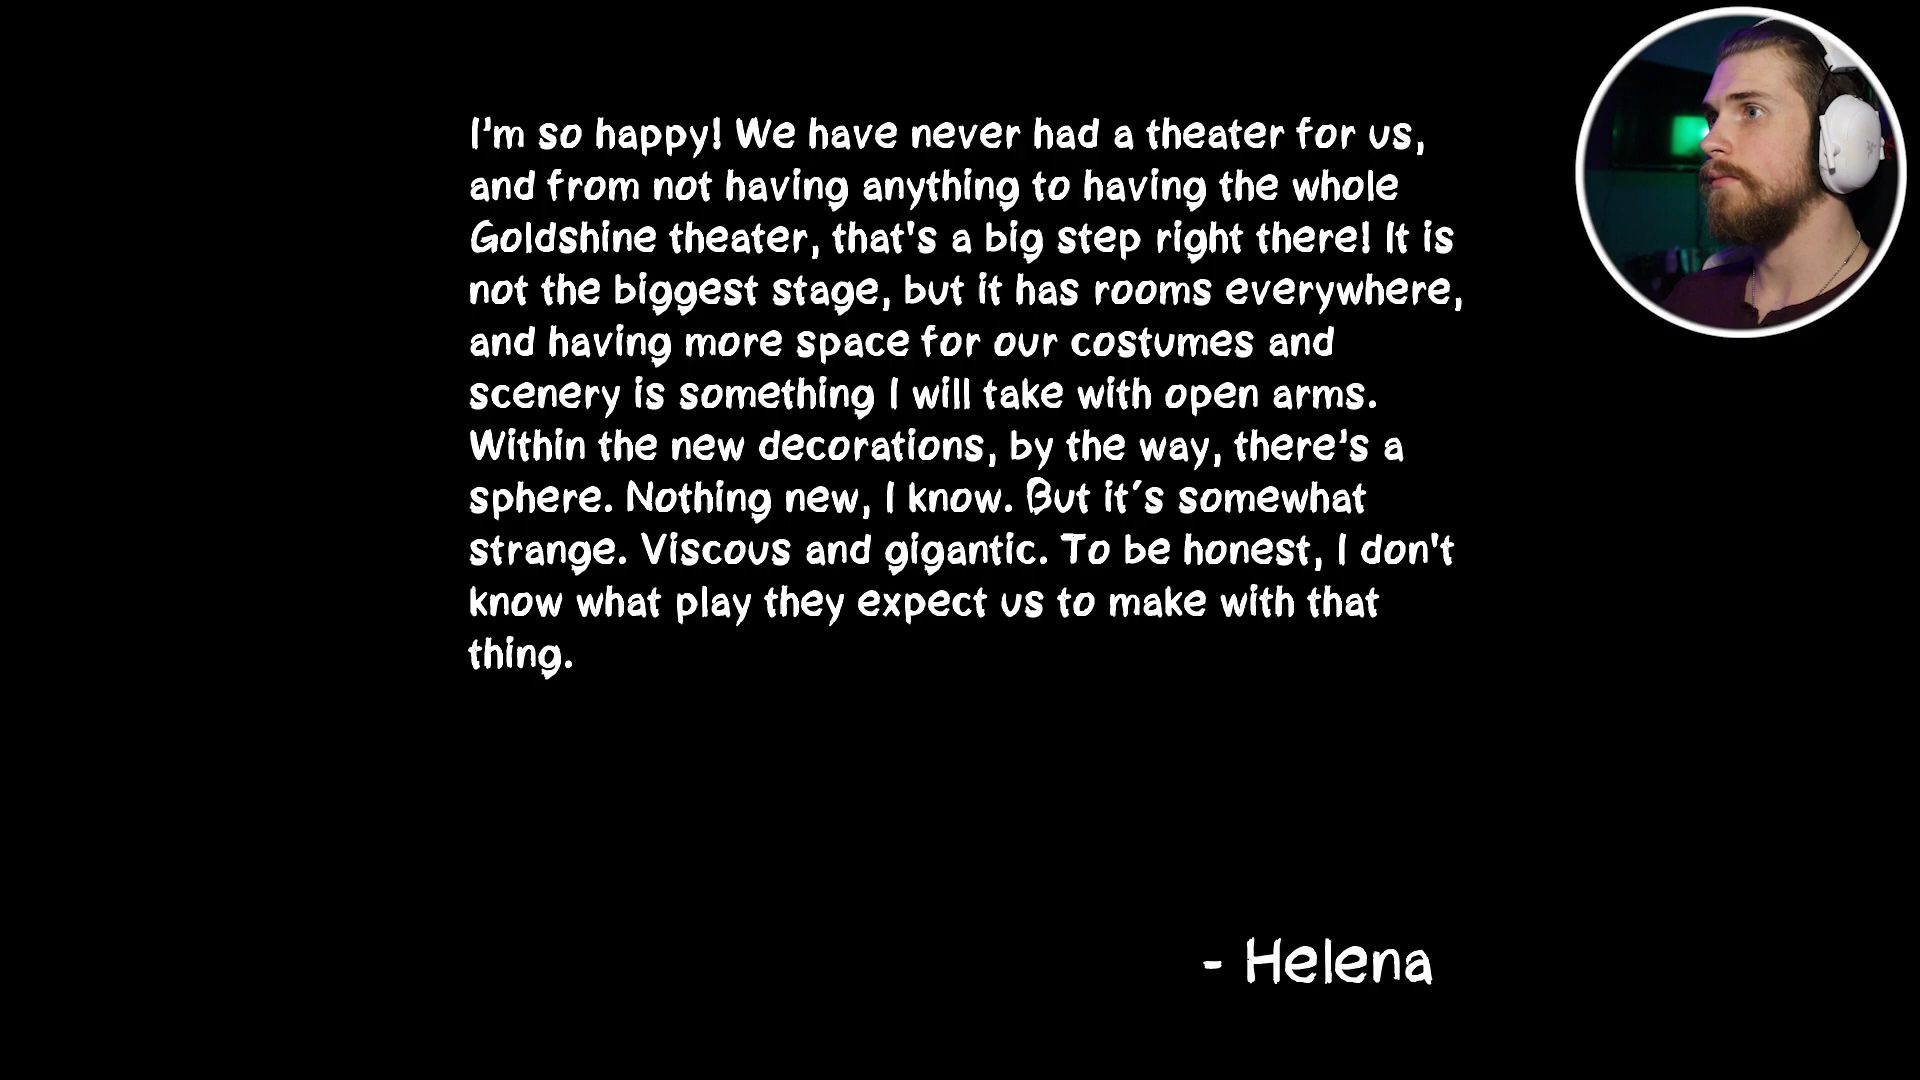 I'm so happy! We have never had a theater for us,
and from not having anything to having the whole
Goldshine theater, that's a big step right there! It is
not the biggest stage, but it has rooms everywhere,
and having more space for our costumes and
scenery is something I will take with open arms.
Within the new decorations, by the way, there's a
sphere. Nothing new, I know. But it´s somewhat
strange. Viscous and gigantic. To be honest, I don't
know what play they expect us to make with that
thing.
- Helena